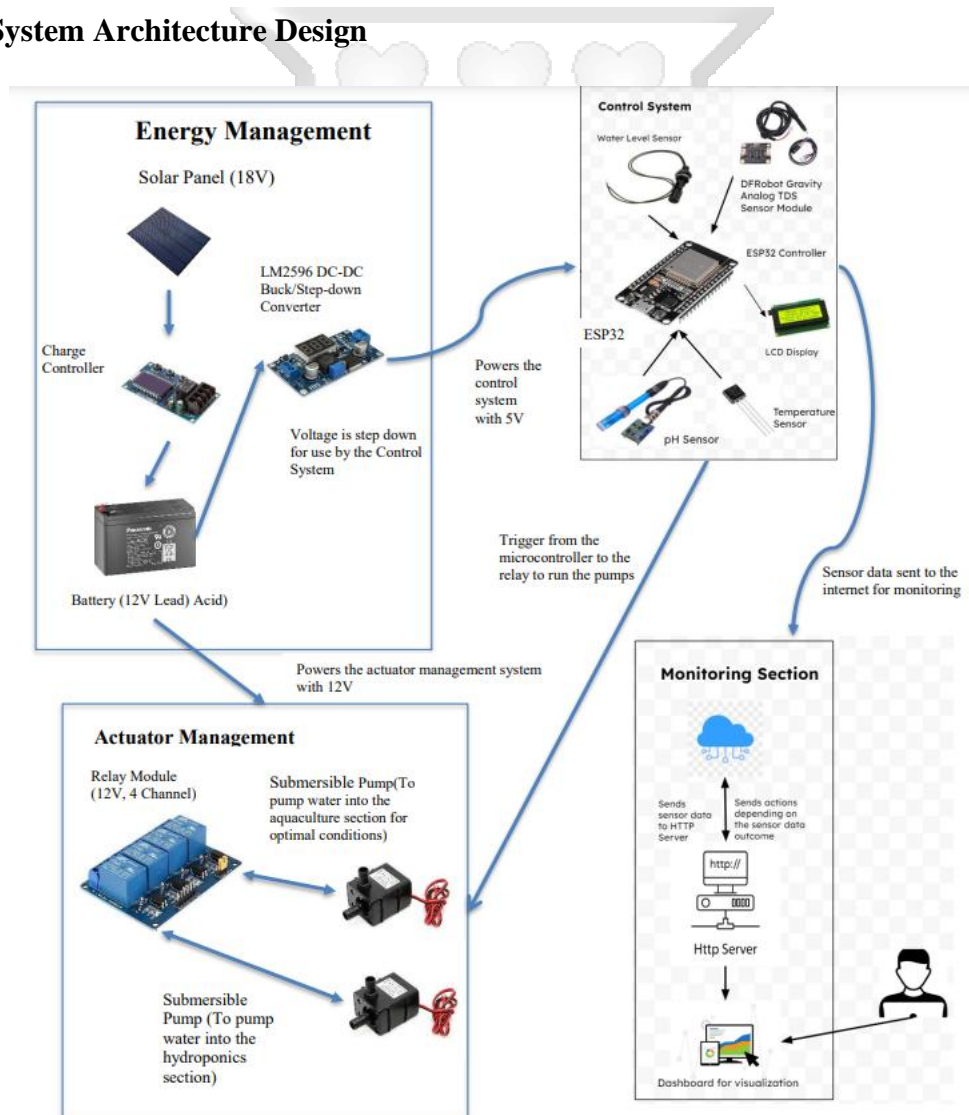 System Architecture Design
Energy Management
Solar Panel (18V)
LM2596 DC-DC
Buck/Step-down
Converter
Charge
Controller
Voltage is step down
for use by the Control
System
Panasonic
Battery (12V Lead) Acid)
Powers the
control
system
with 5V
Control System
Water Level Sensor
DFRobot Gravity
Analog TDS
Sensor Module
ESP32 Controller
ESP32
LCD Display
Temperature
Sensor
pH Sensor
Trigger from the
microcontroller to the
relay to run the pumps
Sensor data sent to the
internet for monitoring
Powers the actuator management system
with 12V
Actuator Management
Relay Module
(12V, 4 Channel)
Submersible Pump(To
pump water into the
aquaculture section for
optimal conditions)
Submersible
Pump (To pump
water into the
hydroponics
section)
Monitoring Section
Sends
sensor data
to HTTP
Server
Sends actions
depending on
the sensor data
outcome
http://
Http Server
Dashboard for visualization